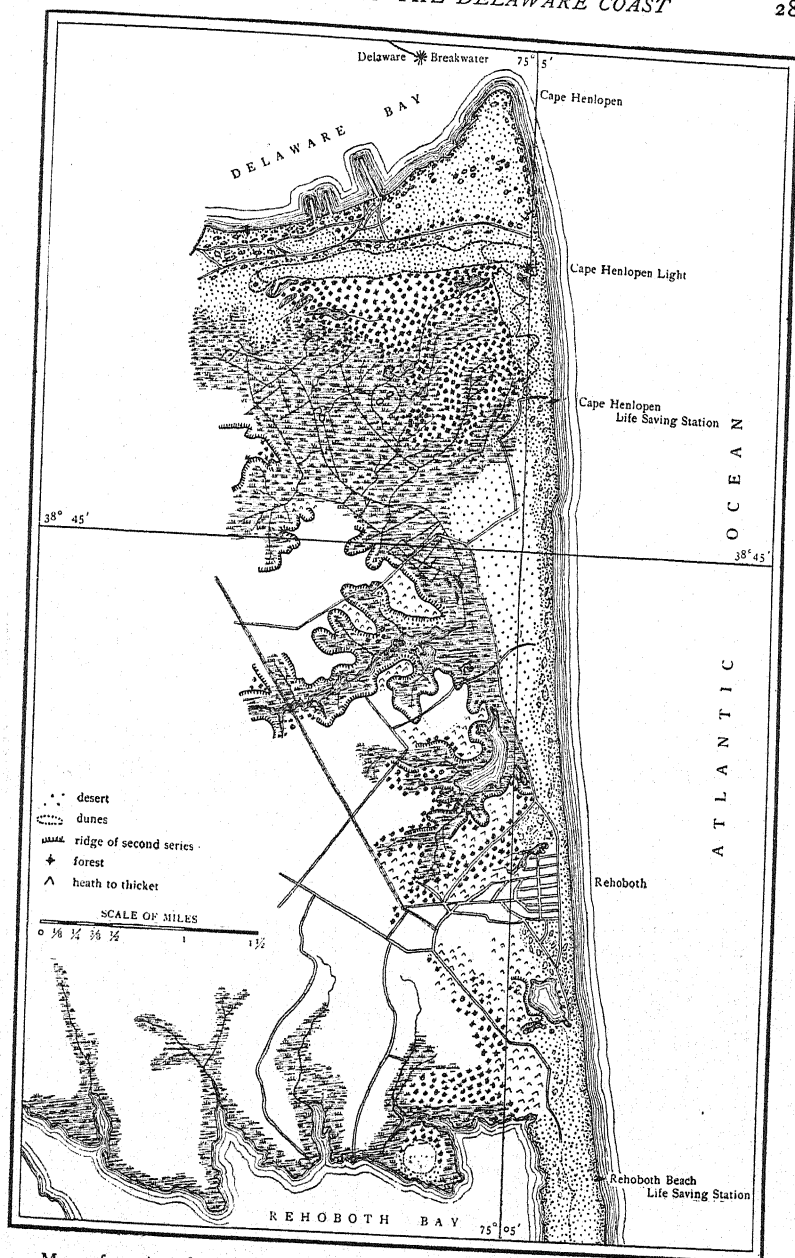 THE DELAWARE COAST
28
Delaware Breakwater 75° 5'
Cape Henlopen
DELAWARE BAY
Cape Henlopen Light
Cape Henlopen
Life Saving Station
ATLANTIC OCEAN
38° 45'
38° 45'
desert
dunes
ridge of second series
forest
heath to thicket
SCALE OF MILES
0 1/8 1/4 3/8 1/2 1 1 1/2
Rehoboth
Rehoboth Beach
Life Saving Station
REHOBOTH BAY 75° 05'